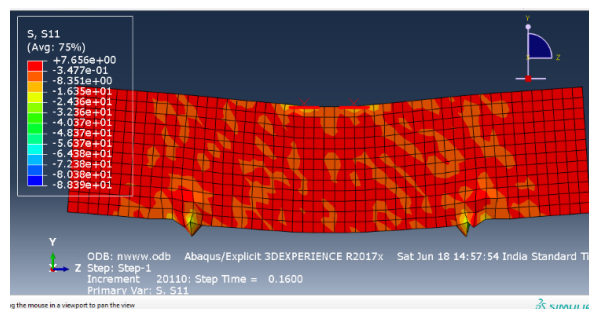 S, S11
(Avg: 75%)
+7.656e+00
-3.477e-01
-8.351e+00
-1.635e+01
-2.436e+01
-3.236e+01
-4.037e+01
-4.837e+01
-5.637e+01
-6.438e+01
-7.238e+01
-8.038e+01
-8.839e+01
Y
Z
Y
Z
ODB: nwww.odb Abaqus/Explicit 3DEXPERIENCE R2017x Sat Jun 18 14:57:54 India Standard Ti
Step: Step-1
Increment 20110: Step Time = 0.1600
Primary Var: S, S11
g the mouse in a viewport to pan the view.